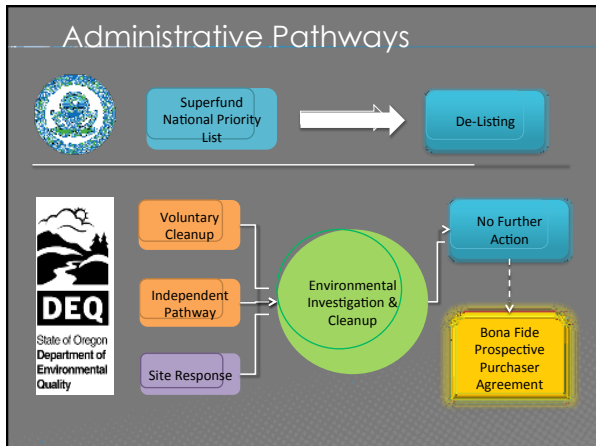 Administrative Pathways
Superfund
National Priority
List
De-Listing
Voluntary
Cleanup
Independent
Pathway
Site Response
Environmental
Investigation &
Cleanup
No Further
Action
Bona Fide
Prospective
Purchaser
Agreement
DEQ
State of Oregon
Department of
Environmental
Quality